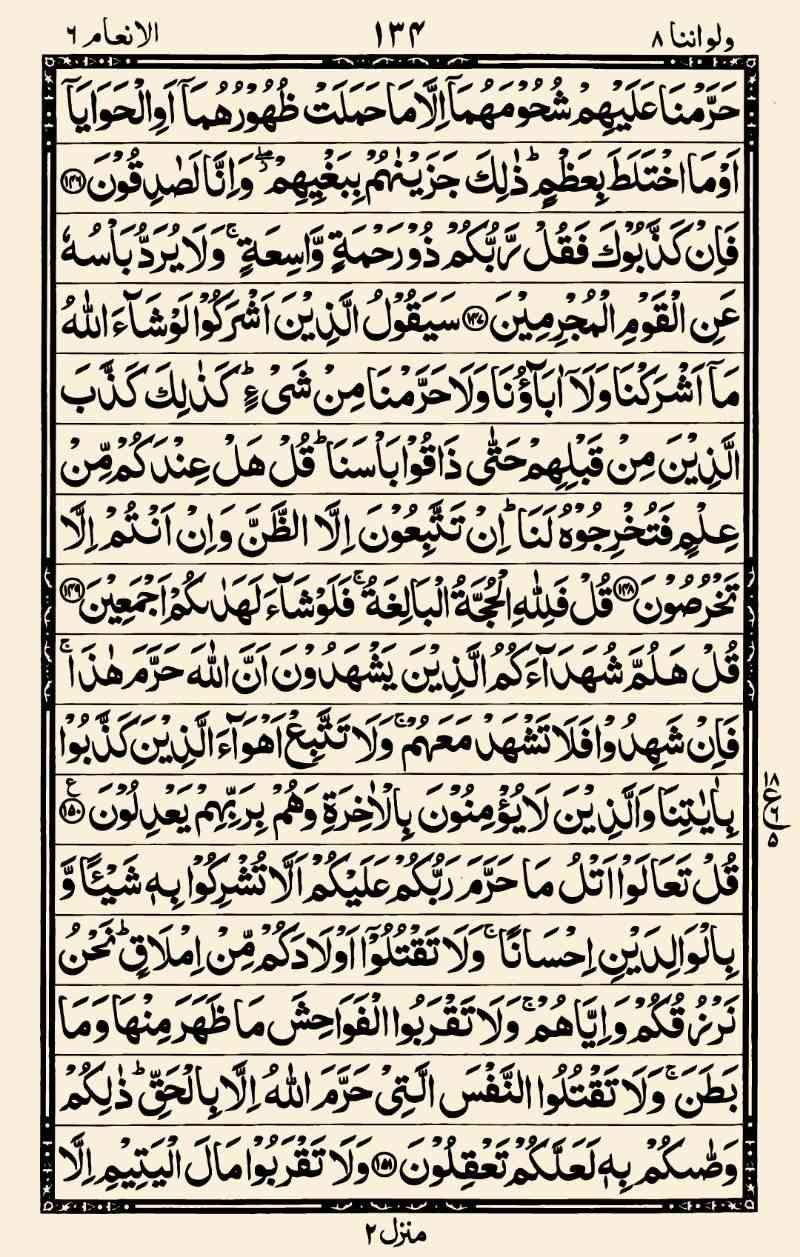 ولواننا ٨ ١٣٤ الانعام ٦
حَرَّمْنَا عَلَيْهِمْ شُحُوْمَهُمَآ اِلَّا مَا حَمَلَتْ ظُهُوْرُهُمَآ اَوِ الْحَوَايَآ
اَوْ مَا اخْتَلَطَ بِعَظْمٍ ؕ ذٰلِكَ جَزَيْنٰهُمْ بِبَغْيِهِمْ ۖۗ وَاِنَّا لَصٰدِقُوْنَ ﴿١٤٦﴾
فَاِنْ كَذَّبُوْكَ فَقُلْ رَّبُّكُمْ ذُوْ رَحْمَةٍ وَّاسِعَةٍ ۚ وَلَا يُرَدُّ بَاْسُهٗ
عَنِ الْقَوْمِ الْمُجْرِمِيْنَ ﴿١٤٧﴾ سَيَقُوْلُ الَّذِيْنَ اَشْرَكُوْا لَوْ شَآءَ اللّٰهُ
مَآ اَشْرَكْنَا وَلَآ اٰبَآؤُنَا وَلَا حَرَّمْنَا مِنْ شَيْءٍ ؕ كَذٰلِكَ كَذَّبَ
الَّذِيْنَ مِنْ قَبْلِهِمْ حَتّٰى ذَاقُوْا بَاْسَنَا ؕ قُلْ هَلْ عِنْدَكُمْ مِّنْ
عِلْمٍ فَتُخْرِجُوْهُ لَنَا ؕ اِنْ تَتَّبِعُوْنَ اِلَّا الظَّنَّ وَاِنْ اَنْتُمْ اِلَّا
تَخْرُصُوْنَ ﴿١٤٨﴾ قُلْ فَلِلّٰهِ الْحُجَّةُ الْبَالِغَةُ ۚ فَلَوْ شَآءَ لَهَدٰىكُمْ اَجْمَعِيْنَ ﴿١٤٩﴾
قُلْ هَلُمَّ شُهَدَآءَكُمُ الَّذِيْنَ يَشْهَدُوْنَ اَنَّ اللّٰهَ حَرَّمَ هٰذَا ۚ
فَاِنْ شَهِدُوْا فَلَا تَشْهَدْ مَعَهُمْ ۚ وَلَا تَتَّبِعْ اَهْوَآءَ الَّذِيْنَ كَذَّبُوْا
بِاٰيٰتِنَا وَالَّذِيْنَ لَا يُؤْمِنُوْنَ بِالْاٰخِرَةِ وَهُمْ بِرَبِّهِمْ يَعْدِلُوْنَ ﴿١٥٠﴾ ع
١٨ ع ٦ ٥
قُلْ تَعَالَوْا اَتْلُ مَا حَرَّمَ رَبُّكُمْ عَلَيْكُمْ اَلَّا تُشْرِكُوْا بِهٖ شَيْـًٔا وَّ
بِالْوَالِدَيْنِ اِحْسَانًا ۚ وَلَا تَقْتُلُوْٓا اَوْلَادَكُمْ مِّنْ اِمْلَاقٍ ؕ نَحْنُ
نَرْزُقُكُمْ وَاِيَّاهُمْ ۚ وَلَا تَقْرَبُوا الْفَوَاحِشَ مَا ظَهَرَ مِنْهَا وَمَا
بَطَنَ ۚ وَلَا تَقْتُلُوا النَّفْسَ الَّتِيْ حَرَّمَ اللّٰهُ اِلَّا بِالْحَقِّ ؕ ذٰلِكُمْ
وَصّٰىكُمْ بِهٖ لَعَلَّكُمْ تَعْقِلُوْنَ ﴿١٥١﴾ وَلَا تَقْرَبُوْا مَالَ الْيَتِيْمِ اِلَّا
منزل ٢